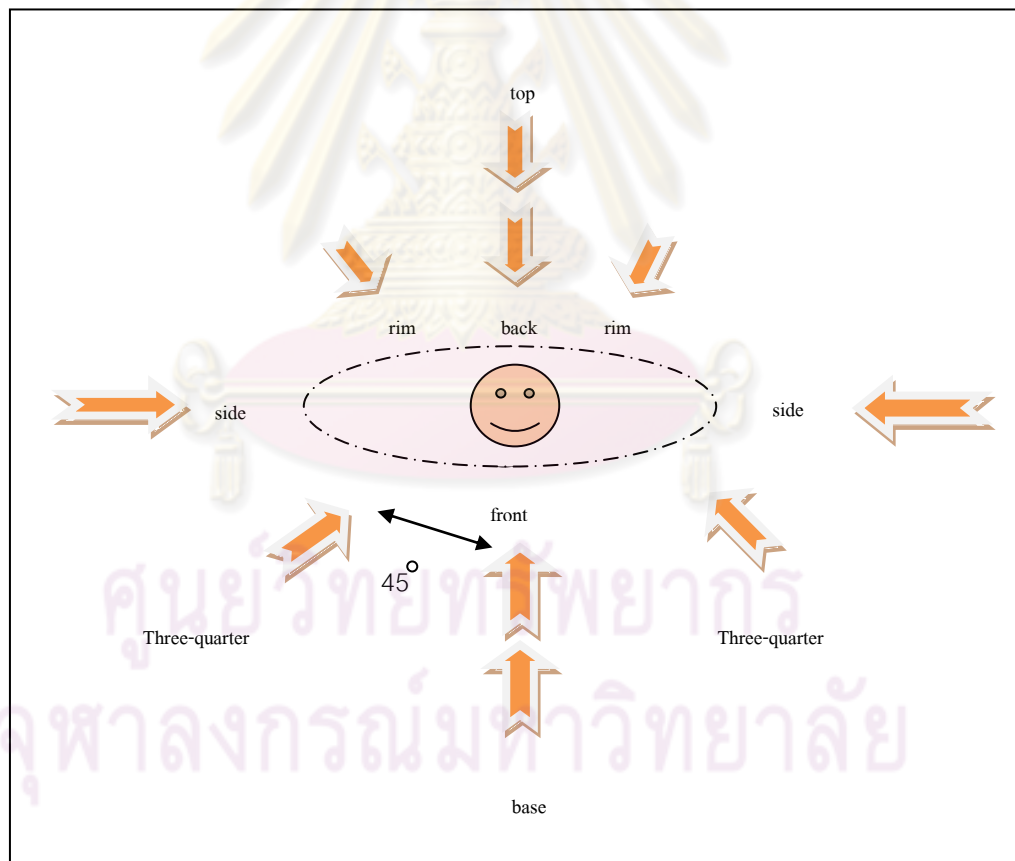 top
rim back rim
side side
front
45°
ศูนย์วิทยทรัพยากร
Three-quarter Three-quarter
จุฬาลงกรณ์มหาวิทยาลัย
base